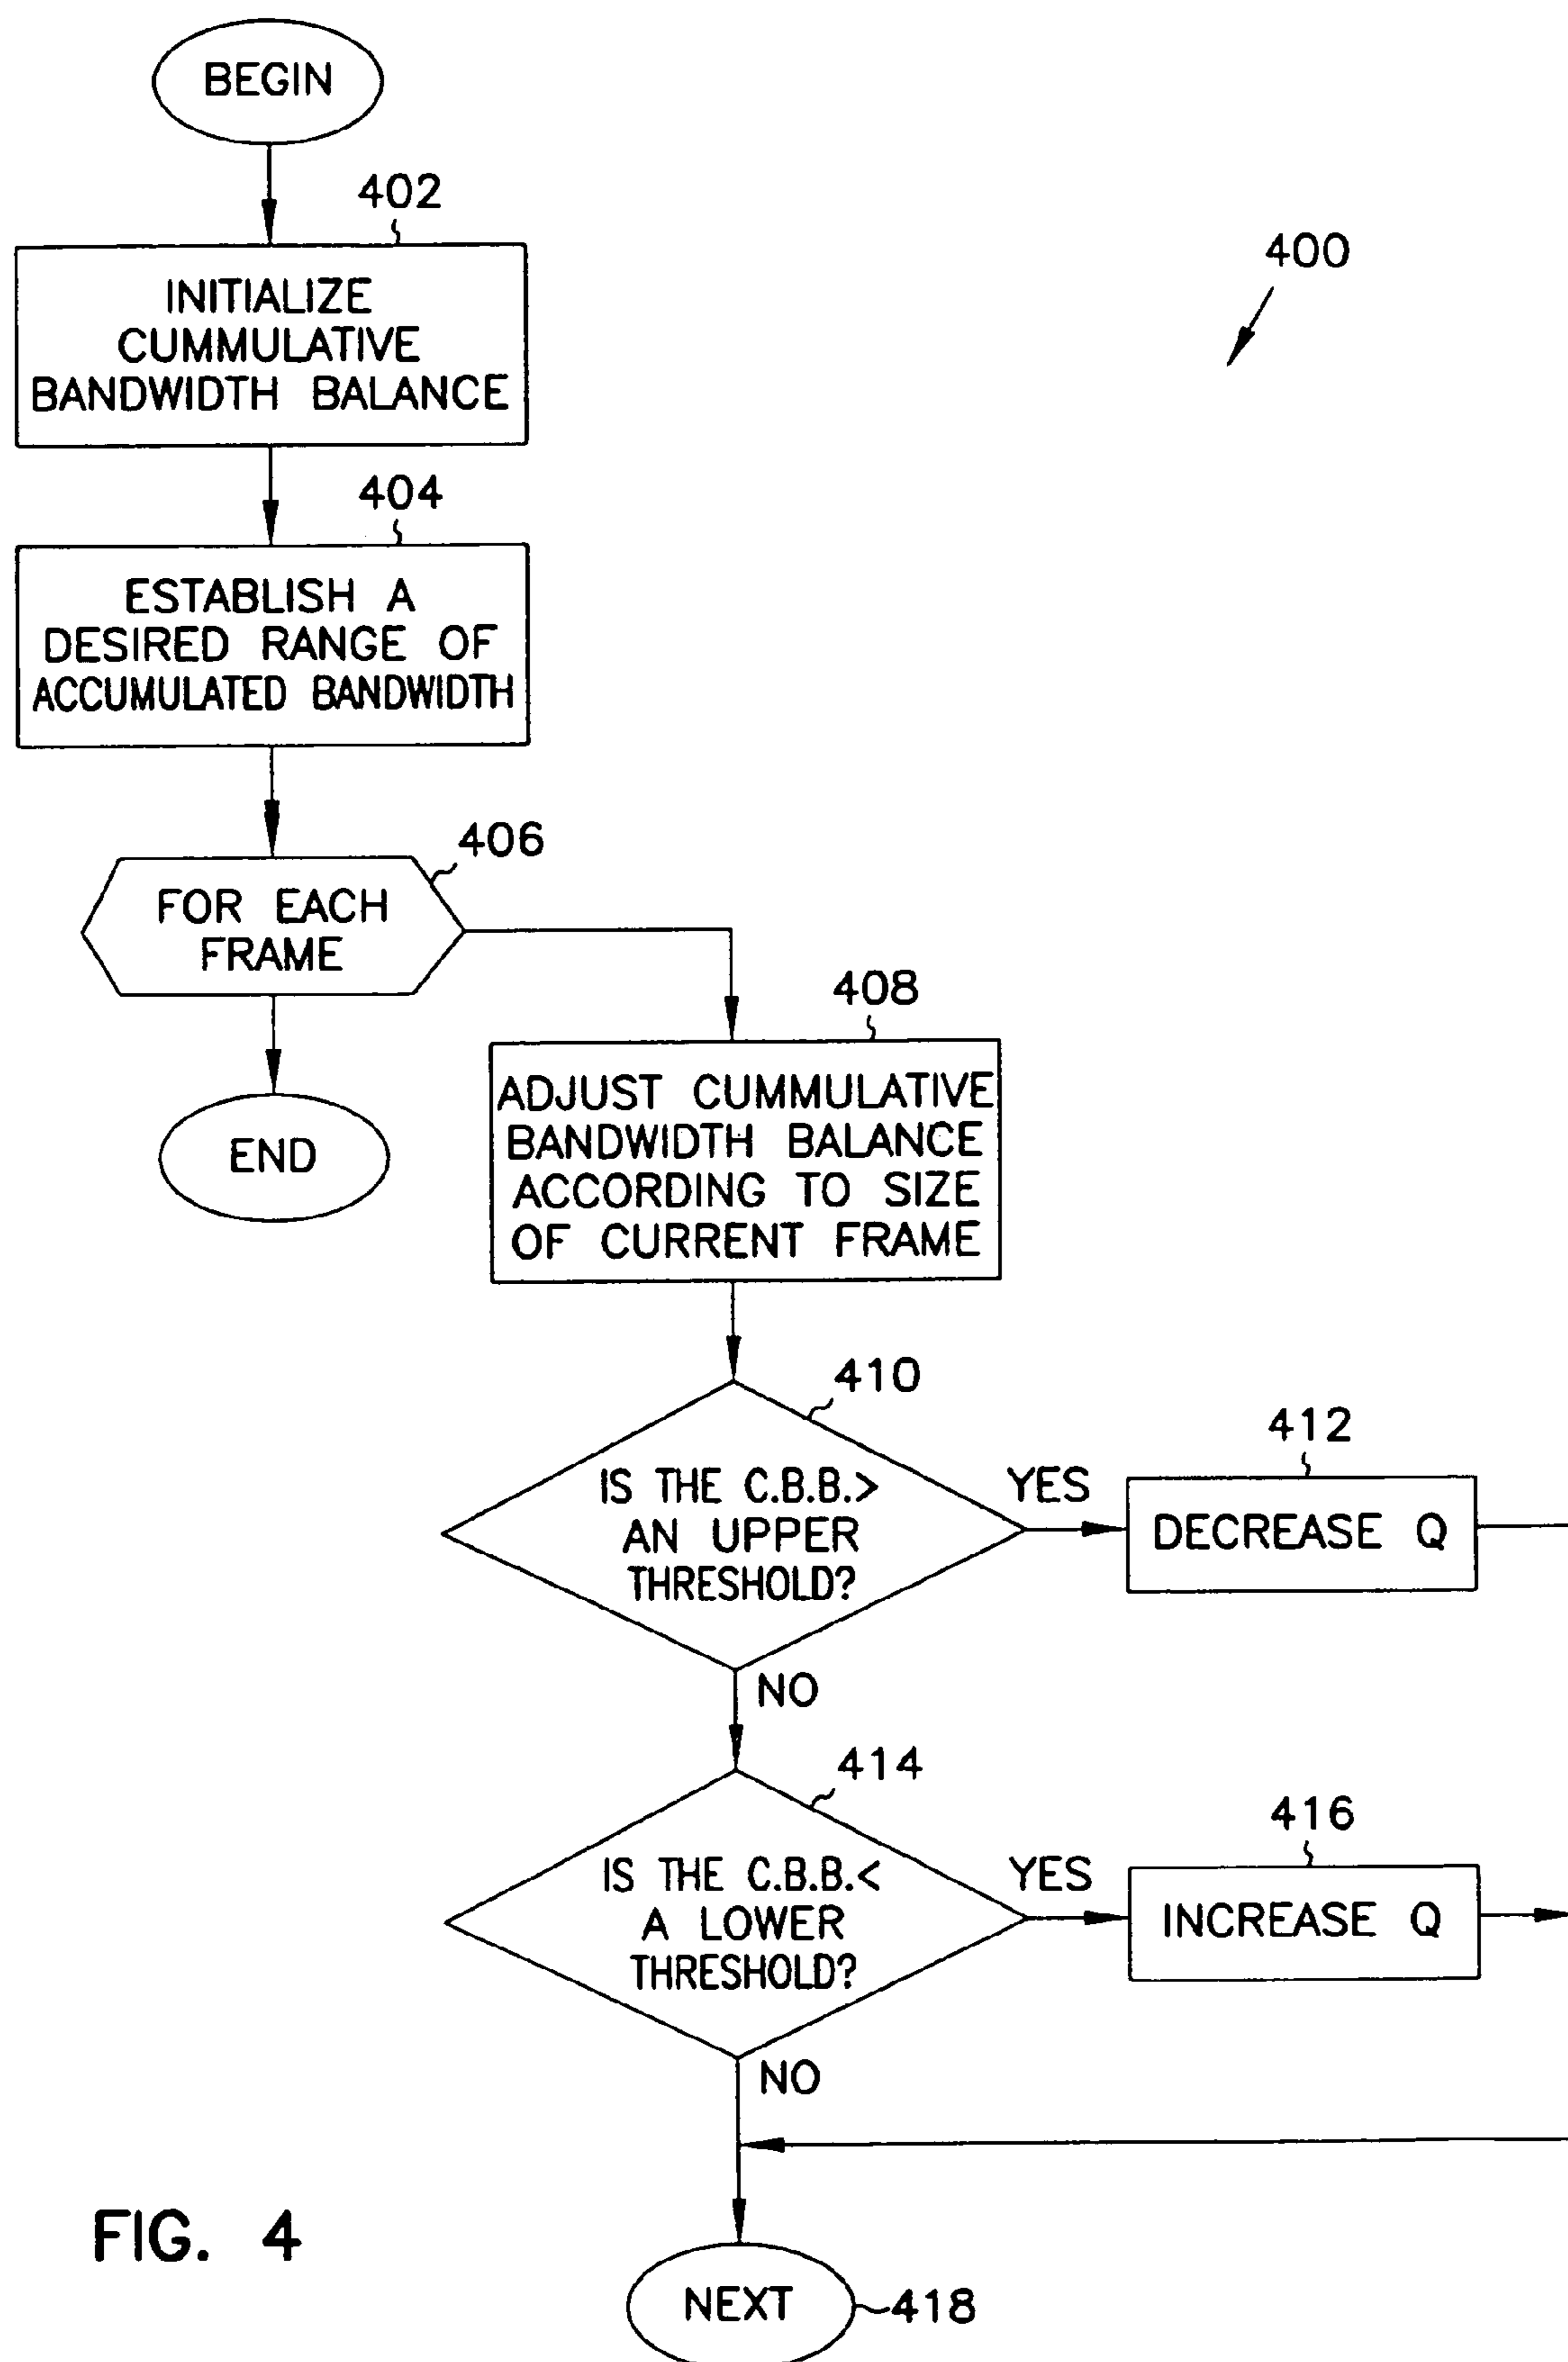 BEGIN
402
INITIALIZE
CUMMULATIVE
BANDWIDTH BALANCE
400
404
ESTABLISH A
DESIRED RANGE OF
ACCUMULATED BANDWIDTH
406
FOR EACH
FRAME
END
408
ADJUST CUMMULATIVE
BANDWIDTH BALANCE
ACCORDING TO SIZE
OF CURRENT FRAME
410
IS THE C.B.B.>
AN UPPER
THRESHOLD?
YES
412
DECREASE Q
NO
414
IS THE C.B.B.<
A LOWER
THRESHOLD?
YES
416
INCREASE Q
NO
FIG. 4
NEXT
418